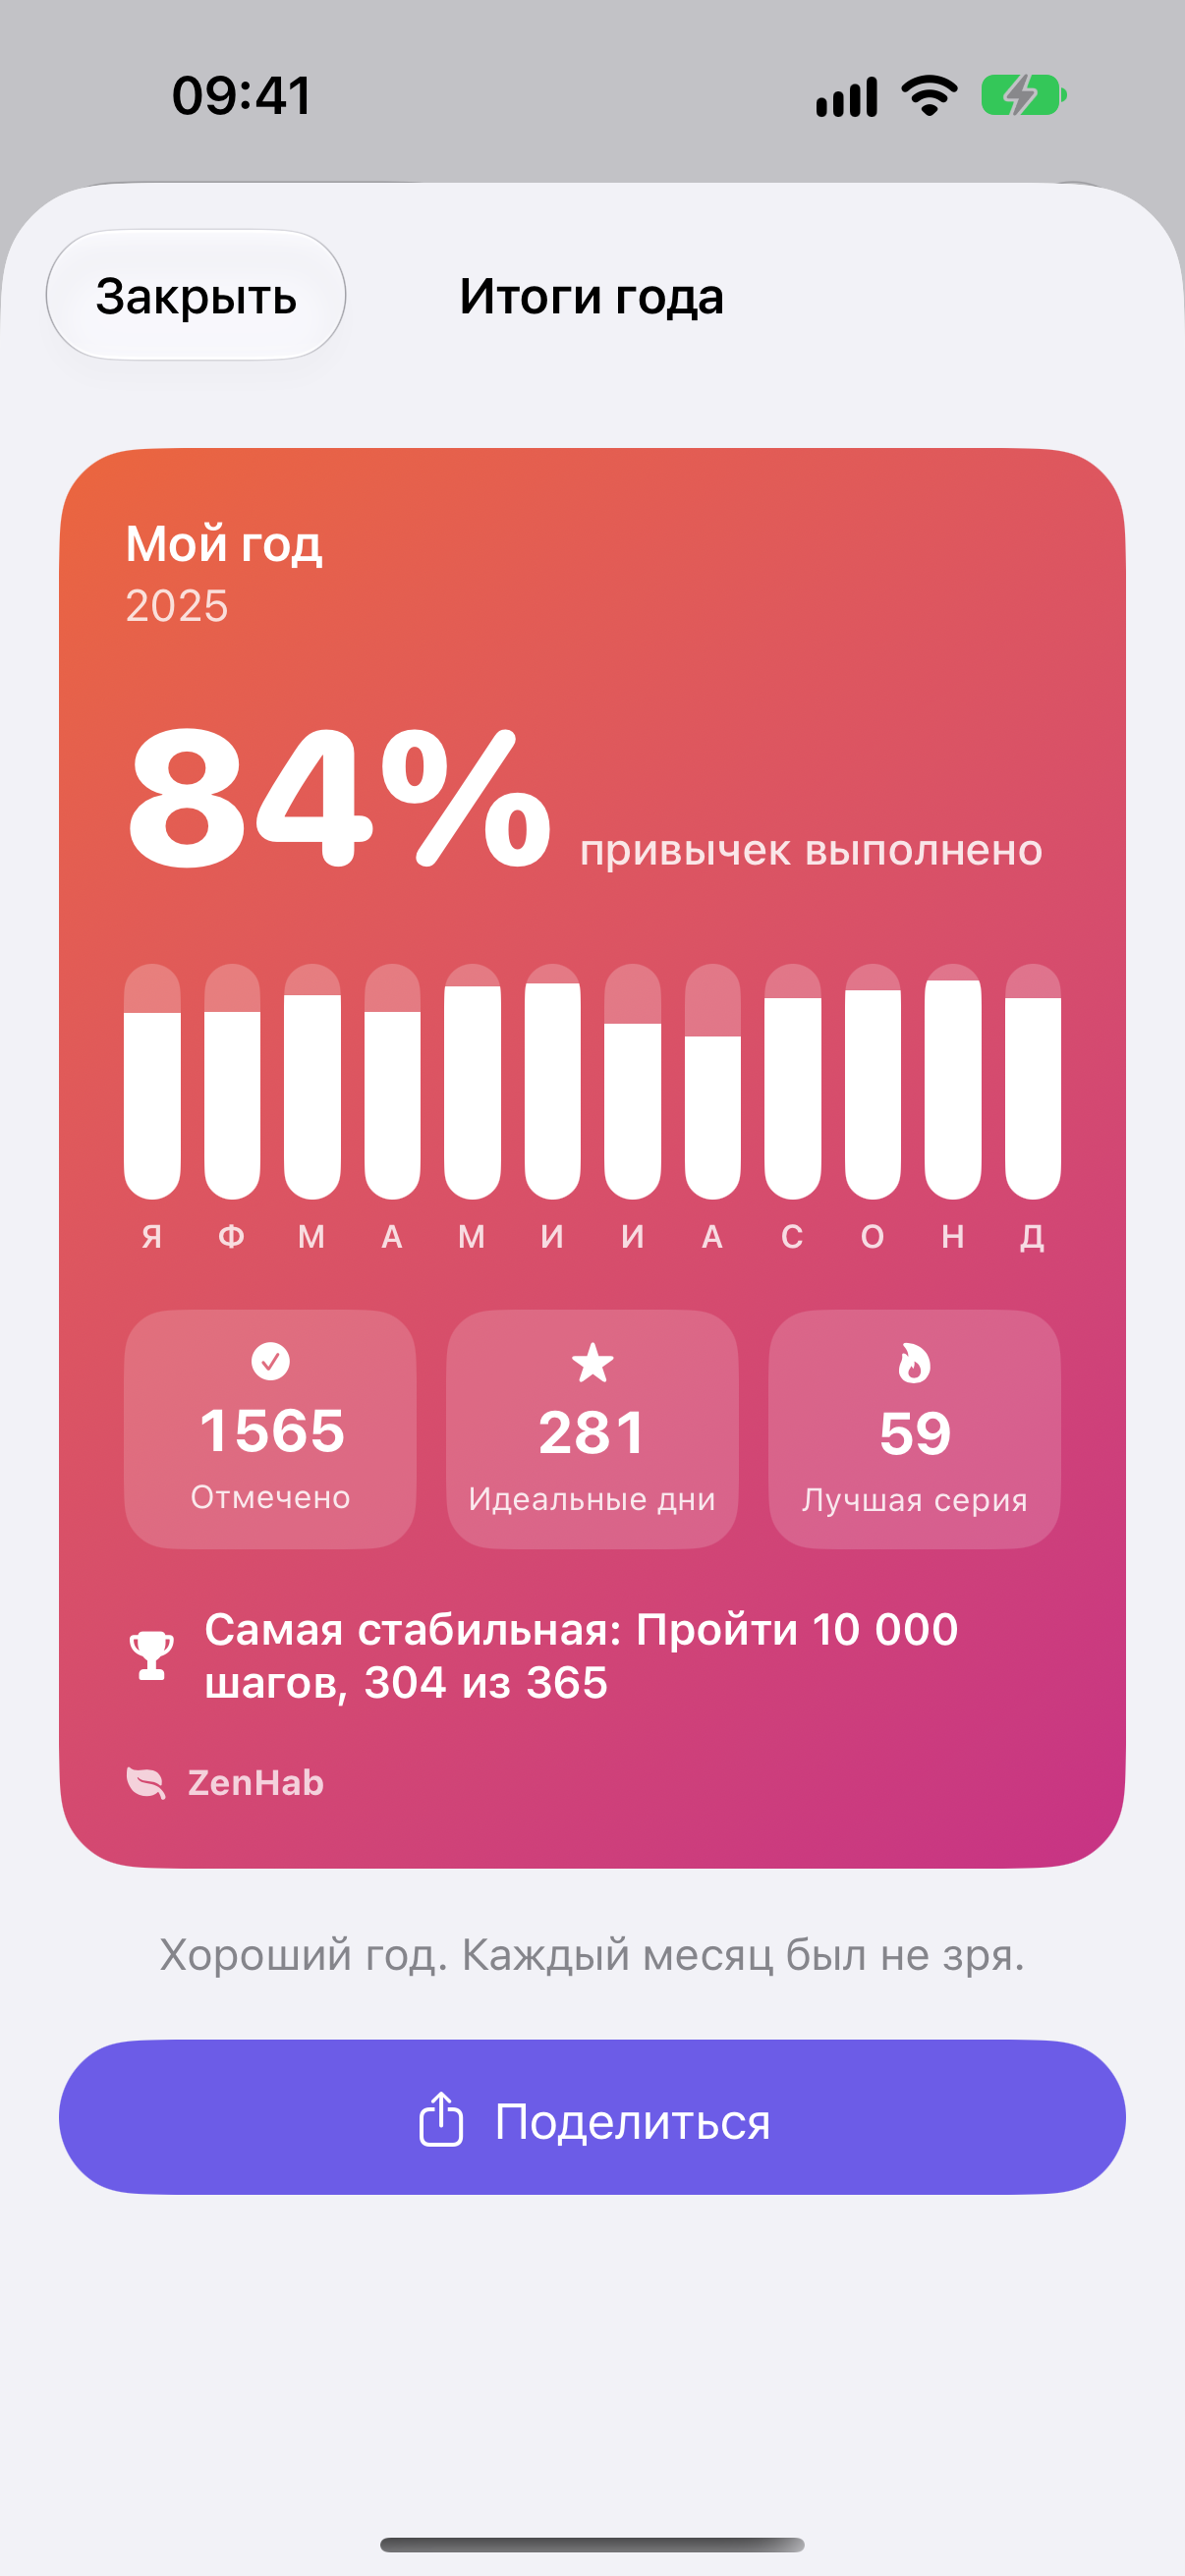 09:41
Закрыть
Итоги года
Мой год
2025
84% привычек выполнено
Я Ф М А М И И А С О Н Д
1565 281 59
Отмечено Идеальные дни Лучшая серия
Самая стабильная: Пройти 10 000
шагов, 304 из 365
ZenHab
Хороший год. Каждый месяц был не зря.
Поделиться